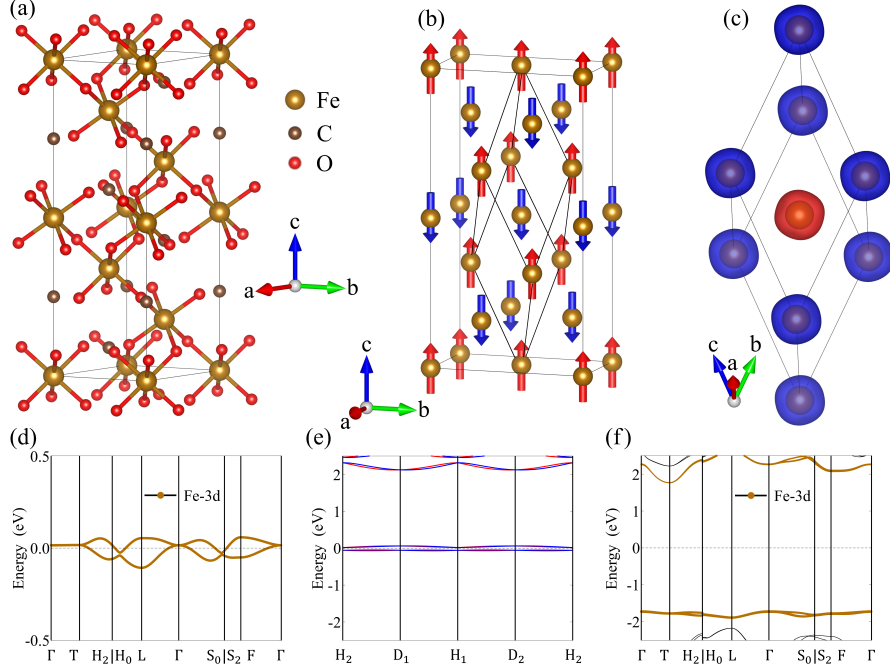 (a)
(b)
(c)
Fe
C
O
c
a
b
c
a
b
c
a
b
(d)
(e)
(f)
Energy (eV)
0.5
0.0
-0.5
Fe-3d
Γ T H₂|H₀ L Γ S₀|S₂ F Γ
Energy (eV)
2
1
0
-1
-2
H₂ D₁ H₁ D₂ H₂
Energy (eV)
2
1
0
-1
-2
Fe-3d
Γ T H₂|H₀ L Γ S₀|S₂ F Γ